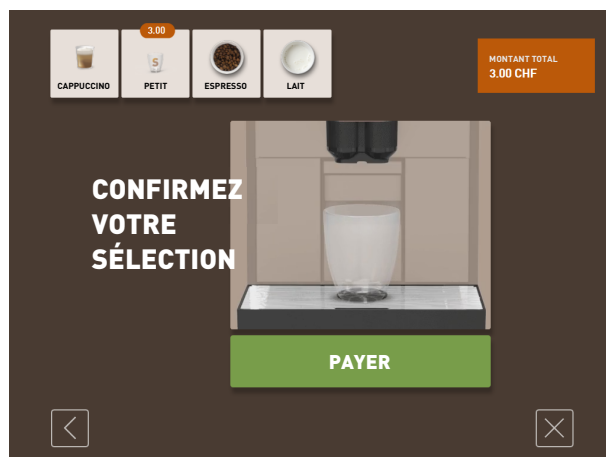 3.00
S
CAPPUCCINO
PETIT
ESPRESSO
LAIT
MONTANT TOTAL
3.00 CHF
CONFIRMEZ
VOTRE
SÉLECTION
PAYER